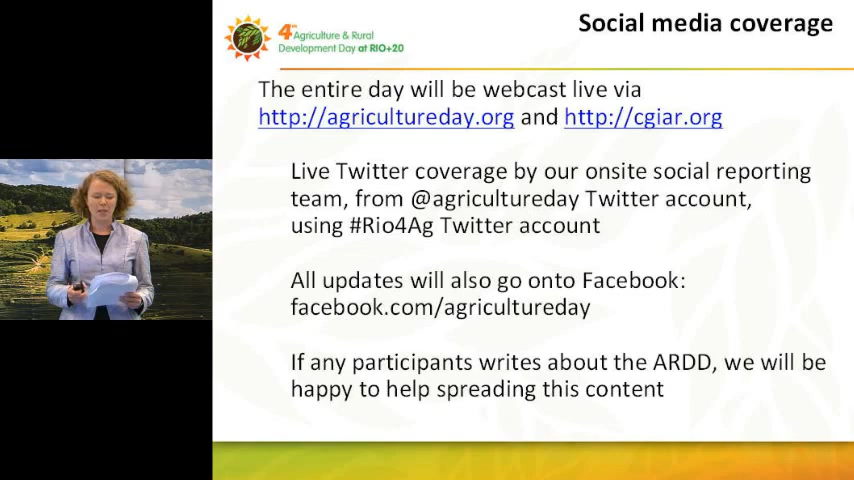 Social media coverage
4th Agriculture & Rural
Development Day at RIO+20
The entire day will be webcast live via
http://agricultureday.org and http://cgiar.org
Live Twitter coverage by our onsite social reporting
team, from @agricultureday Twitter account,
using #Rio4Ag Twitter account
All updates will also go onto Facebook:
facebook.com/agricultureday
If any participants writes about the ARDD, we will be
happy to help spreading this content